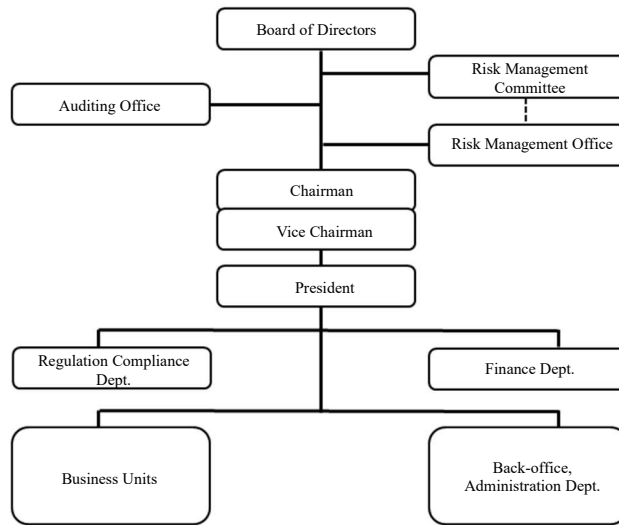 Board of Directors
Risk Management
Committee
Auditing Office
Risk Management Office
Chairman
Vice Chairman
President
Regulation Compliance
Dept.
Finance Dept.
Business Units
Back-office,
Administration Dept.